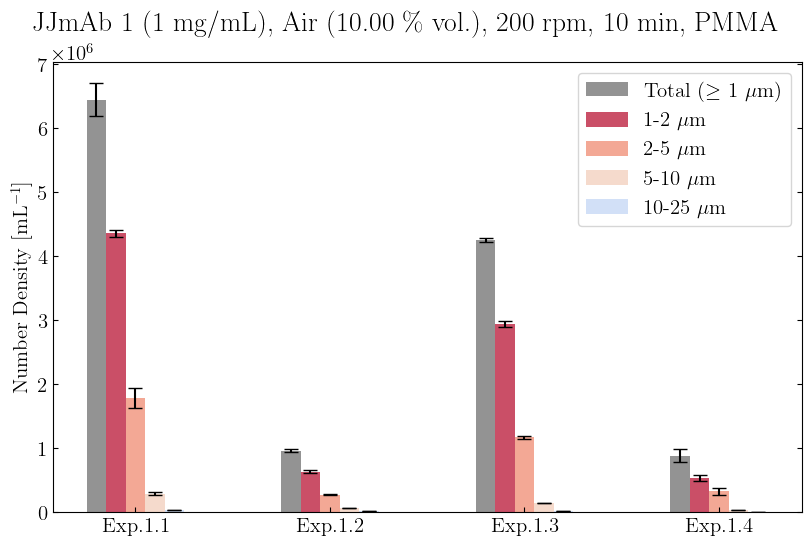 JJmAb 1 (1 mg/mL), Air (10.00 % vol.), 200 rpm, 10 min, PMMA
×10⁶
7
6
5
4
3
2
1
0
Number Density [mL⁻¹]
Total (≥ 1 μm)
1-2 μm
2-5 μm
5-10 μm
10-25 μm
Exp.1.1 Exp.1.2 Exp.1.3 Exp.1.4